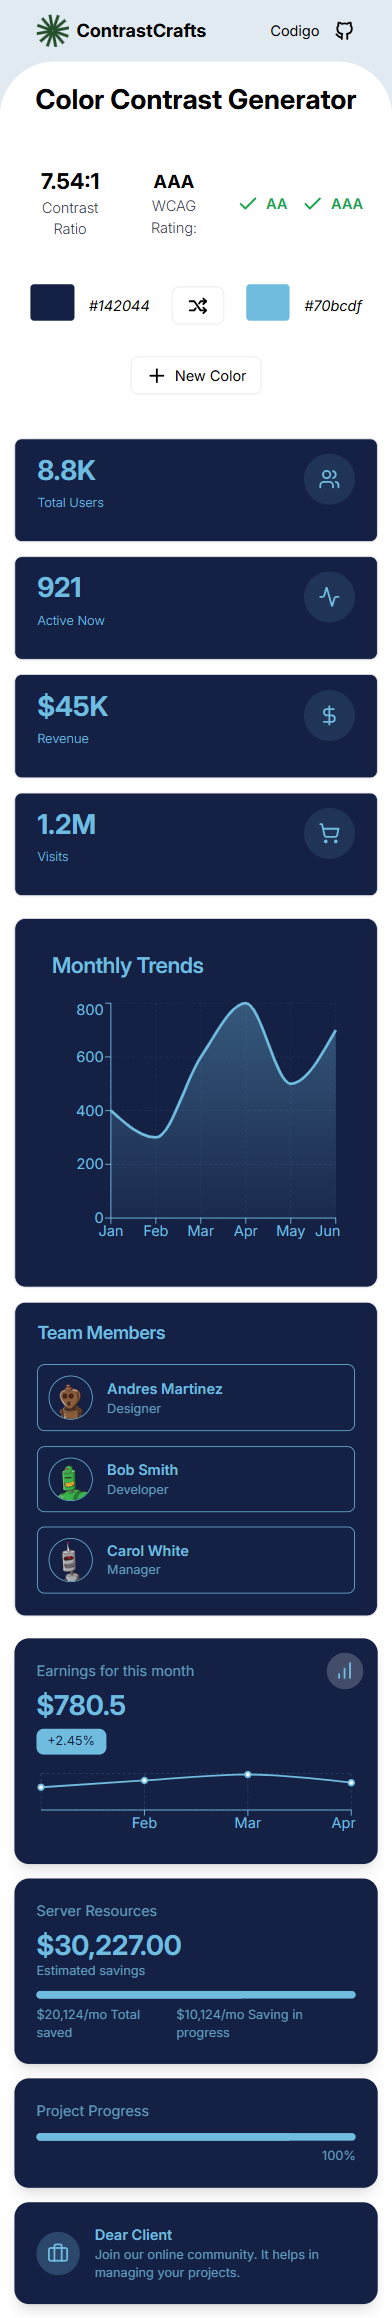 ContrastCrafts
Codigo
Color Contrast Generator
7.54:1
Contrast
Ratio
AAA
WCAG
Rating:
AA
AAA
#142044
#70bcdf
New Color
8.8K
Total Users
921
Active Now
$45K
Revenue
1.2M
Visits
Monthly Trends
800
600
400
200
0
Jan Feb Mar Apr May Jun
Team Members
Andres Martinez
Designer
Bob Smith
Developer
Carol White
Manager
Earnings for this month
$780.5
+2.45%
Feb Mar Apr
Server Resources
$30,227.00
Estimated savings
$20,124/mo Total
saved
$10,124/mo Saving in
progress
Project Progress
100%
Dear Client
Join our online community. It helps in
managing your projects.